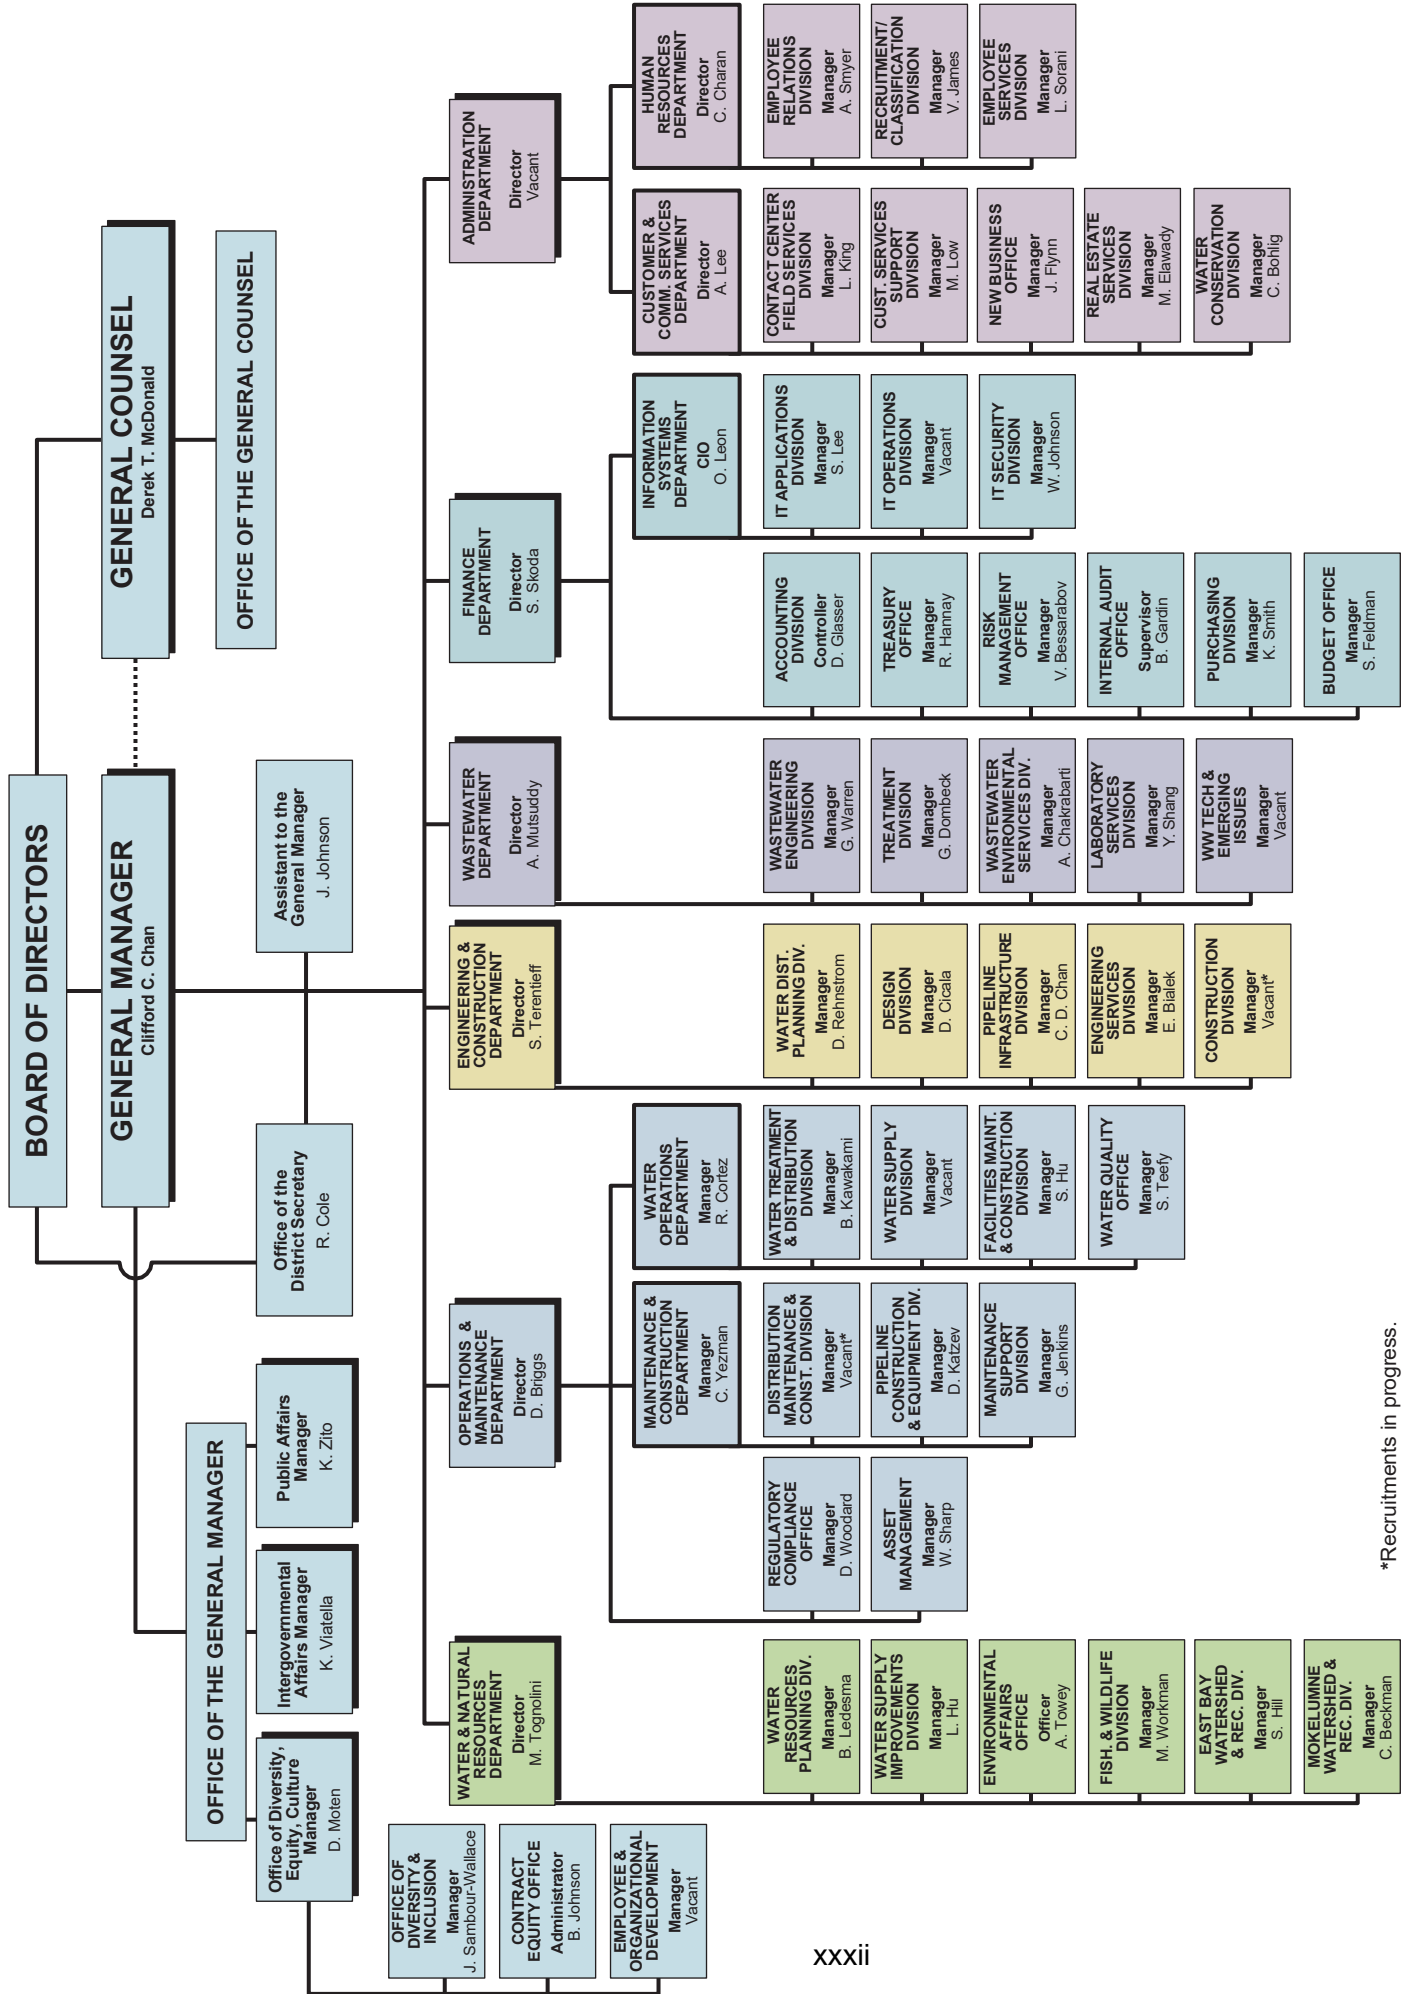 BOARD OF DIRECTORS
GENERAL MANAGER
Clifford C. Chan
GENERAL COUNSEL
Derek T. McDonald
OFFICE OF THE GENERAL COUNSEL
OFFICE OF THE GENERAL MANAGER
Office of Diversity,
Equity, Culture
Manager
D. Moten
Intergovernmental
Affairs Manager
K. Viatella
Public Affairs
Manager
K. Zito
Office of the
District Secretary
R. Cole
Assistant to the
General Manager
J. Johnson
OFFICE OF
DIVERSITY &
INCLUSION
Manager
J. Sambour-Wallace
CONTRACT
EQUITY OFFICE
Administrator
B. Johnson
EMPLOYEE &
ORGANIZATIONAL
DEVELOPMENT
Manager
Vacant
WATER & NATURAL
RESOURCES
DEPARTMENT
Director
M. Tognolini
WATER
RESOURCES
PLANNING DIV.
Manager
B. Ledesma
WATER SUPPLY
IMPROVEMENTS
DIVISION
Manager
L. Hu
ENVIRONMENTAL
AFFAIRS
OFFICE
Officer
A. Towey
FISH. & WILDLIFE
DIVISION
Manager
M. Workman
EAST BAY
WATERSHED
& REC. DIV.
Manager
S. Hill
MOKELUMNE
WATERSHED &
REC. DIV.
Manager
C. Beckman
OPERATIONS &
MAINTENANCE
DEPARTMENT
Director
D. Briggs
REGULATORY
COMPLIANCE
OFFICE
Manager
D. Woodard
ASSET
MANAGEMENT
Manager
W. Sharp
MAINTENANCE &
CONSTRUCTION
DEPARTMENT
Manager
C. Yezman
DISTRIBUTION
MAINTENANCE &
CONST. DIVISION
Manager
Vacant*
PIPELINE
CONSTRUCTION
& EQUIPMENT DIV.
Manager
D. Katzev
MAINTENANCE
SUPPORT
DIVISION
Manager
G. Jenkins
WATER
OPERATIONS
DEPARTMENT
Manager
R. Cortez
WATER TREATMENT
& DISTRIBUTION
DIVISION
Manager
B. Kawakami
WATER SUPPLY
DIVISION
Manager
Vacant
FACILITIES MAINT.
& CONSTRUCTION
DIVISION
Manager
S. Hu
WATER QUALITY
OFFICE
Manager
S. Teefy
ENGINEERING &
CONSTRUCTION
DEPARTMENT
Director
S. Terentieff
WATER DIST.
PLANNING DIV.
Manager
D. Rehnstrom
DESIGN
DIVISION
Manager
D. Cicala
PIPELINE
INFRASTRUCTURE
DIVISION
Manager
C. D. Chan
ENGINEERING
SERVICES
DIVISION
Manager
E. Bialek
CONSTRUCTION
DIVISION
Manager
Vacant*
WASTEWATER
DEPARTMENT
Director
A. Mutsuddy
WASTEWATER
ENGINEERING
DIVISION
Manager
G. Warren
TREATMENT
DIVISION
Manager
G. Dombeck
WASTEWATER
ENVIRONMENTAL
SERVICES DIV.
Manager
A. Chakrabarti
LABORATORY
SERVICES
DIVISION
Manager
Y. Shang
WW TECH &
EMERGING
ISSUES
Manager
Vacant
FINANCE
DEPARTMENT
Director
S. Skoda
ACCOUNTING
DIVISION
Controller
D. Glasser
TREASURY
OFFICE
Manager
R. Hannay
RISK
MANAGEMENT
OFFICE
Manager
V. Bessarabov
INTERNAL AUDIT
OFFICE
Supervisor
B. Gardin
PURCHASING
DIVISION
Manager
K. Smith
BUDGET OFFICE
Manager
S. Feldman
INFORMATION
SYSTEMS
DEPARTMENT
CIO
O. Leon
IT APPLICATIONS
DIVISION
Manager
S. Lee
IT OPERATIONS
DIVISION
Manager
Vacant
IT SECURITY
DIVISION
Manager
W. Johnson
ADMINISTRATION
DEPARTMENT
Director
Vacant
CUSTOMER &
COMM. SERVICES
DEPARTMENT
Director
A. Lee
CONTACT CENTER
FIELD SERVICES
DIVISION
Manager
L. King
CUST. SERVICES
SUPPORT
DIVISION
Manager
M. Low
NEW BUSINESS
OFFICE
Manager
J. Flynn
REAL ESTATE
SERVICES
DIVISION
Manager
M. Elawady
WATER
CONSERVATION
DIVISION
Manager
C. Bohlig
HUMAN
RESOURCES
DEPARTMENT
Director
C. Charan
EMPLOYEE
RELATIONS
DIVISION
Manager
A. Smyer
RECRUITMENT/
CLASSIFICATION
DIVISION
Manager
V. James
EMPLOYEE
SERVICES
DIVISION
Manager
L. Sorani
*Recruitments in progress.
xxxii